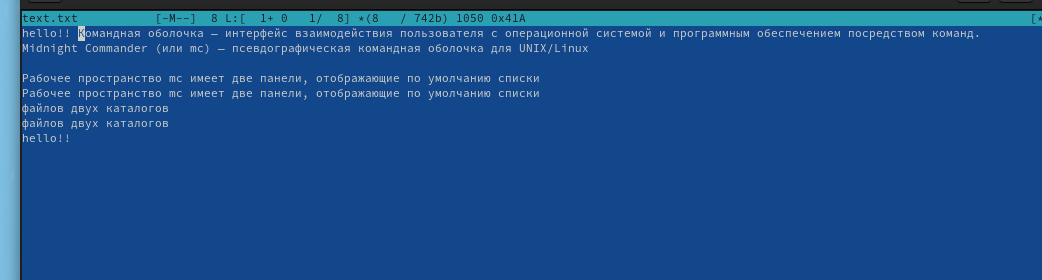 text.txt [-M--] 8 L:[ 1+ 0 1/ 8] *(8 / 742b) 1050 0x41A [*
hello!! Командная оболочка — интерфейс взаимодействия пользователя с операционной системой и программным обеспечением посредством команд.
Midnight Commander (или mc) — псевдографическая командная оболочка для UNIX/Linux
Рабочее пространство mc имеет две панели, отображающие по умолчанию списки
Рабочее пространство mc имеет две панели, отображающие по умолчанию списки
файлов двух каталогов
файлов двух каталогов
hello!!